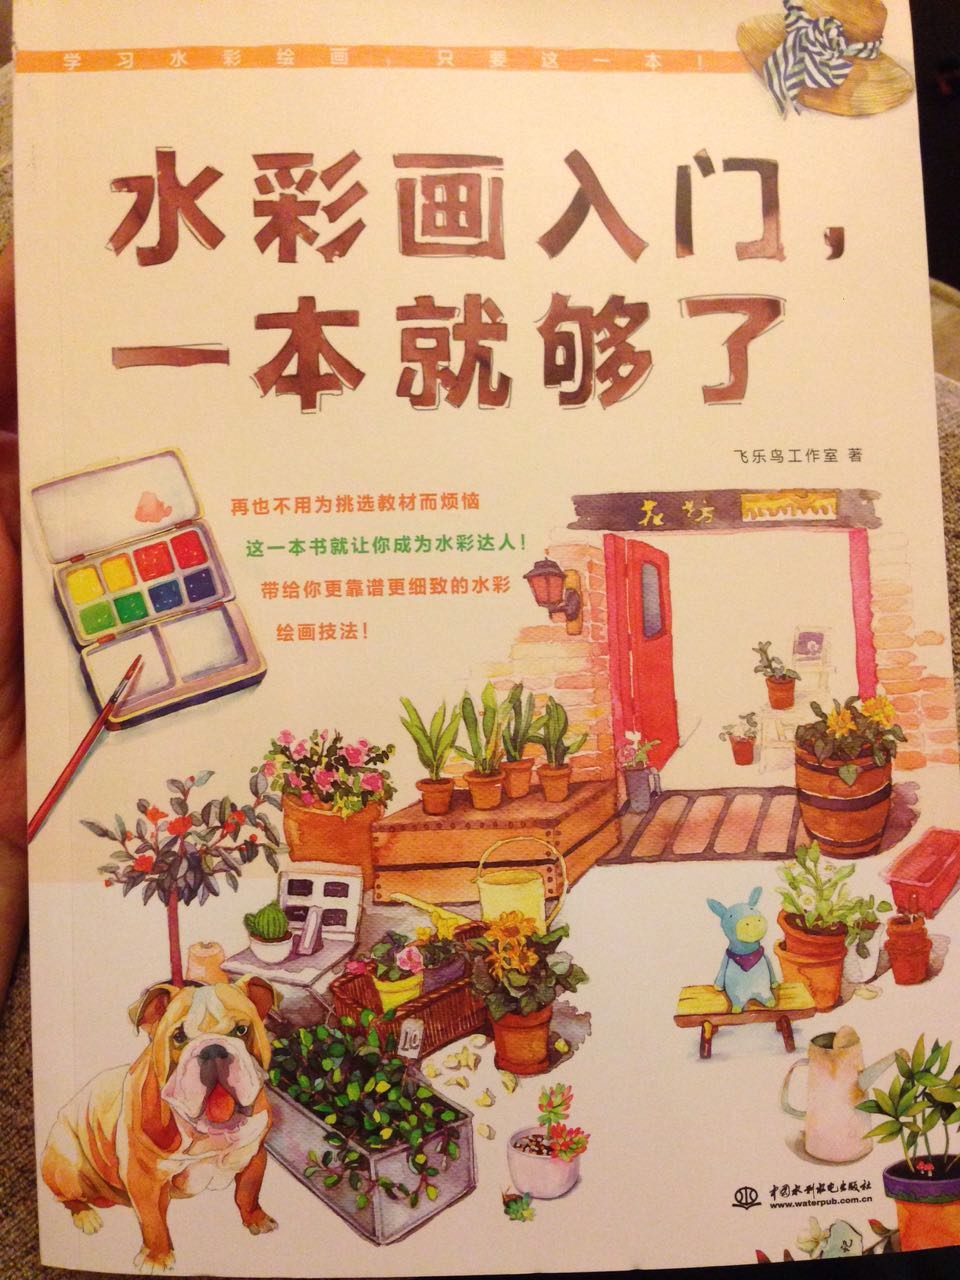 学习水彩绘画，只要这一本！
水彩画入门，
一本就够了
飞乐鸟工作室 著
再也不用为挑选教材而烦恼
这一本书就让你成为水彩达人！
带给你更靠谱更细致的水彩
绘画技法！
花坊
10
中国水利水电出版社
www.waterpub.com.cn